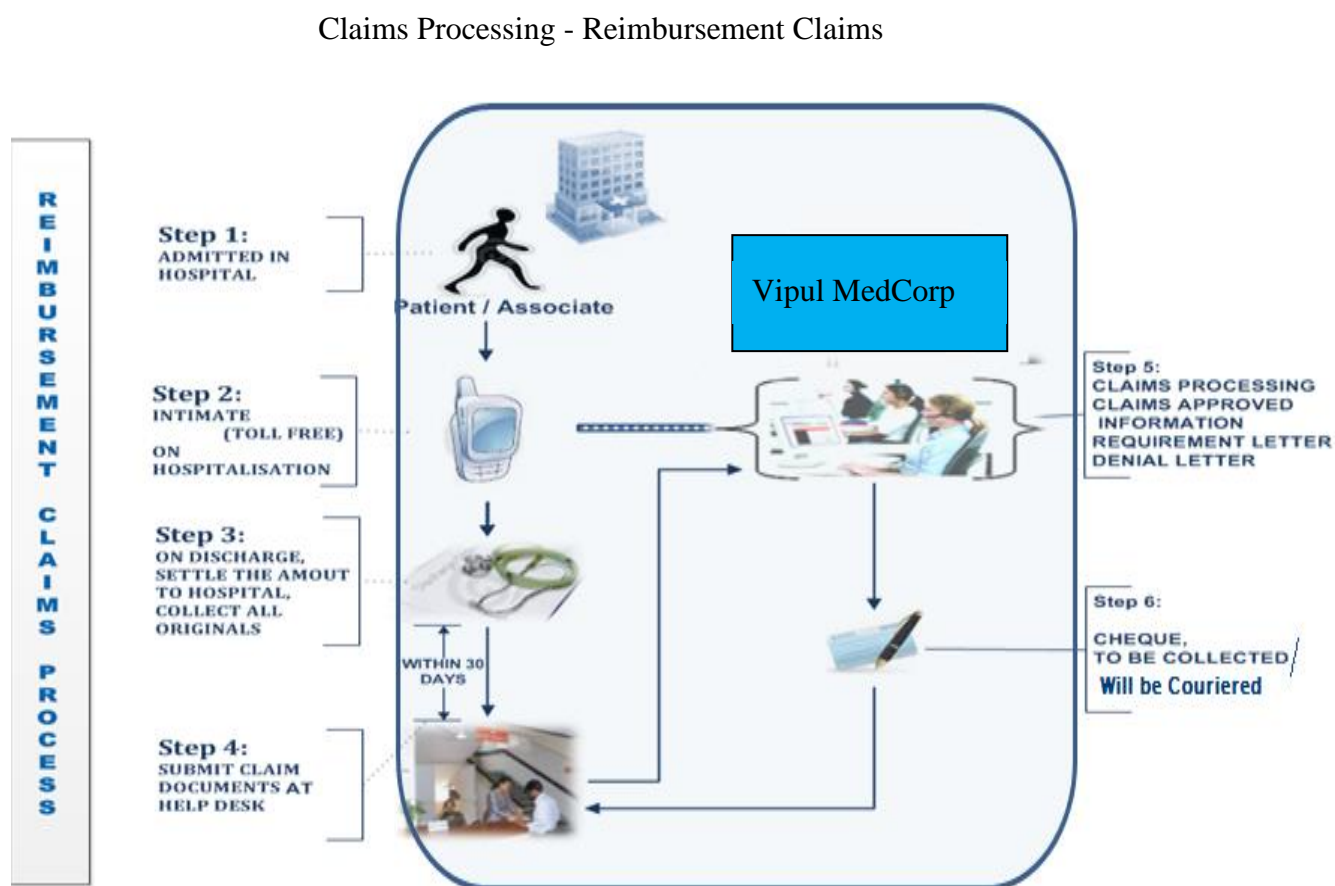 Claims Processing - Reimbursement Claims
REIMBURSEMENT CLAIMS PROCESS
Step 1:
ADMITTED IN
HOSPITAL
Patient / Associate
Vipul MedCorp
Step 2:
INTIMATE
(TOLL FREE)
ON
HOSPITALISATION
Step 3:
ON DISCHARGE,
SETTLE THE AMOUT
TO HOSPITAL,
COLLECT ALL
ORIGINALS
WITHIN 30
DAYS
Step 4:
SUBMIT CLAIM
DOCUMENTS AT
HELP DESK
Step 5:
CLAIMS PROCESSING
CLAIMS APPROVED
INFORMATION
REQUIREMENT LETTER
DENIAL LETTER
Step 6:
CHEQUE,
TO BE COLLECTED/
Will be Couriered